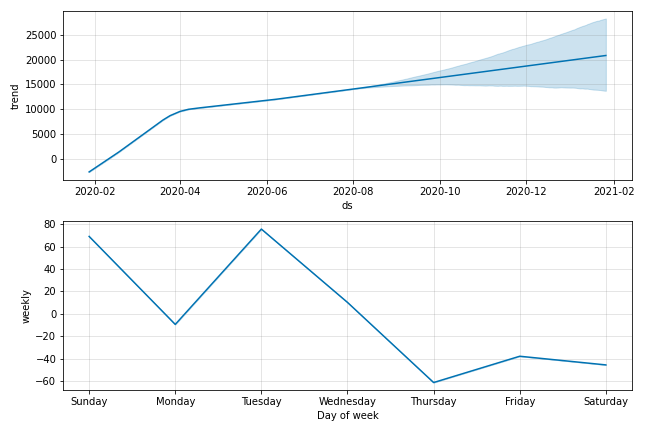 25000
20000
15000
10000
5000
0
trend
2020-02 2020-04 2020-06 2020-08 2020-10 2020-12 2021-02
ds
80
60
40
20
0
−20
−40
−60
weekly
Sunday Monday Tuesday Wednesday Thursday Friday Saturday
Day of week